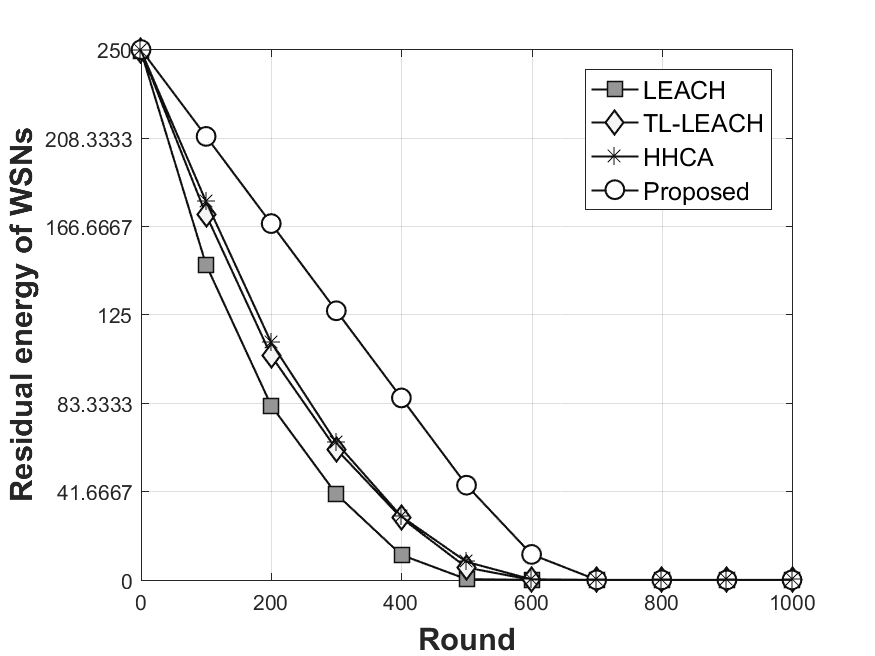 Residual energy of WSNs
250
208.3333
166.6667
125
83.3333
41.6667
0
LEACH
TL-LEACH
HHCA
Proposed
0 200 400 600 800 1000
Round